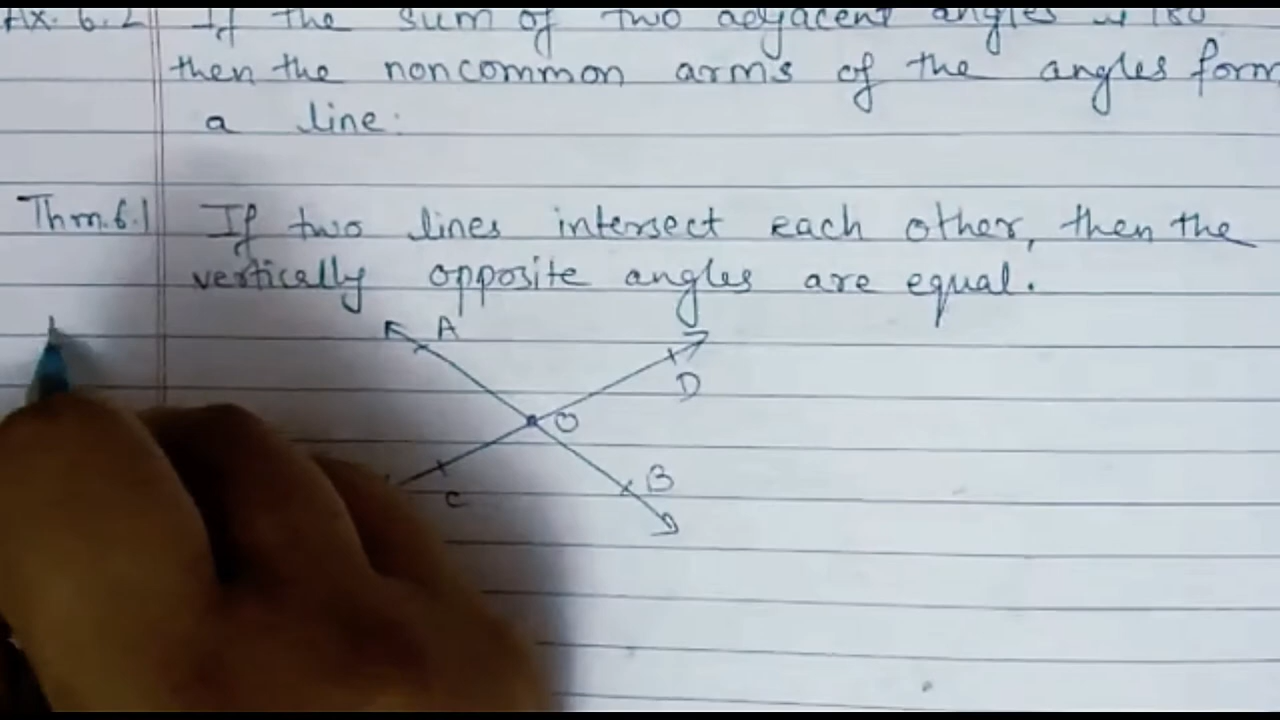 Ax. 6.2 If the sum of two adjacent angles is 180
then the noncommon arms of the angles form
a line.
Thm. 6.1 If two lines intersect each other, then the
vertically opposite angles are equal.
A
D
O
B
C